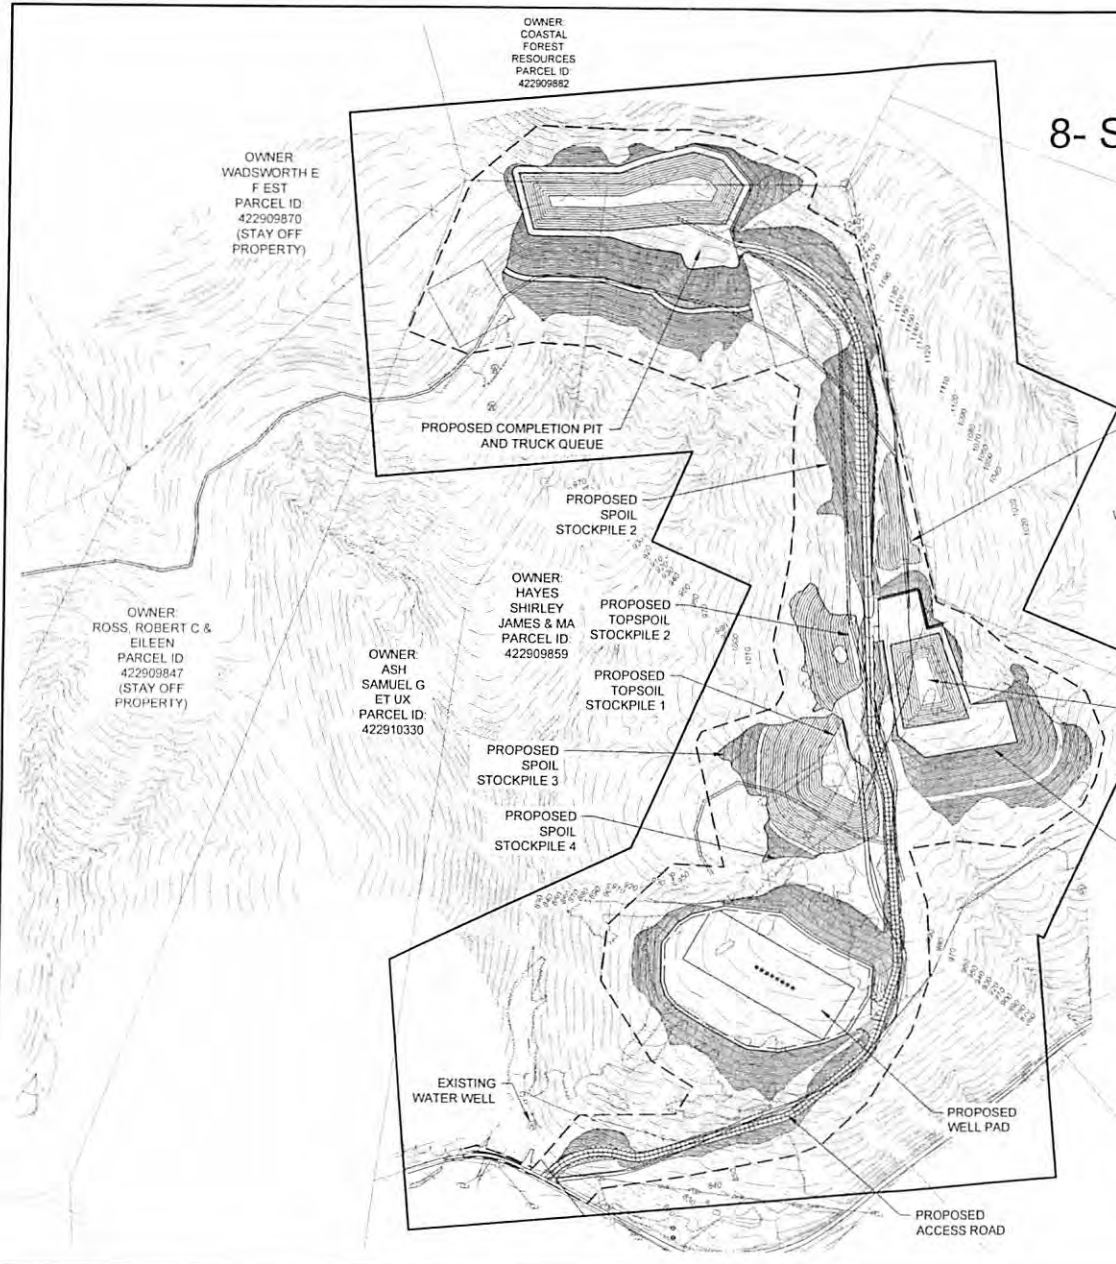 OWNER:
COASTAL
FOREST
RESOURCES
PARCEL ID:
422909882
8- S
OWNER:
WADSWORTH E
F EST
PARCEL ID:
422909870
(STAY OFF
PROPERTY)
PROPOSED COMPLETION PIT
AND TRUCK QUEUE
PROPOSED
SPOIL
STOCKPILE 2
OWNER:
HAYES
SHIRLEY
JAMES & MA
PARCEL ID:
422909859
PROPOSED
TOPSPOIL
STOCKPILE 2
OWNER:
ROSS, ROBERT C &
EILEEN
PARCEL ID
422909847
(STAY OFF
PROPERTY)
OWNER:
ASH
SAMUEL G
ET UX
PARCEL ID:
422910330
PROPOSED
TOPSOIL
STOCKPILE 1
PROPOSED
SPOIL
STOCKPILE 3
PROPOSED
SPOIL
STOCKPILE 4
EXISTING
WATER WELL
PROPOSED
WELL PAD
PROPOSED
ACCESS ROAD